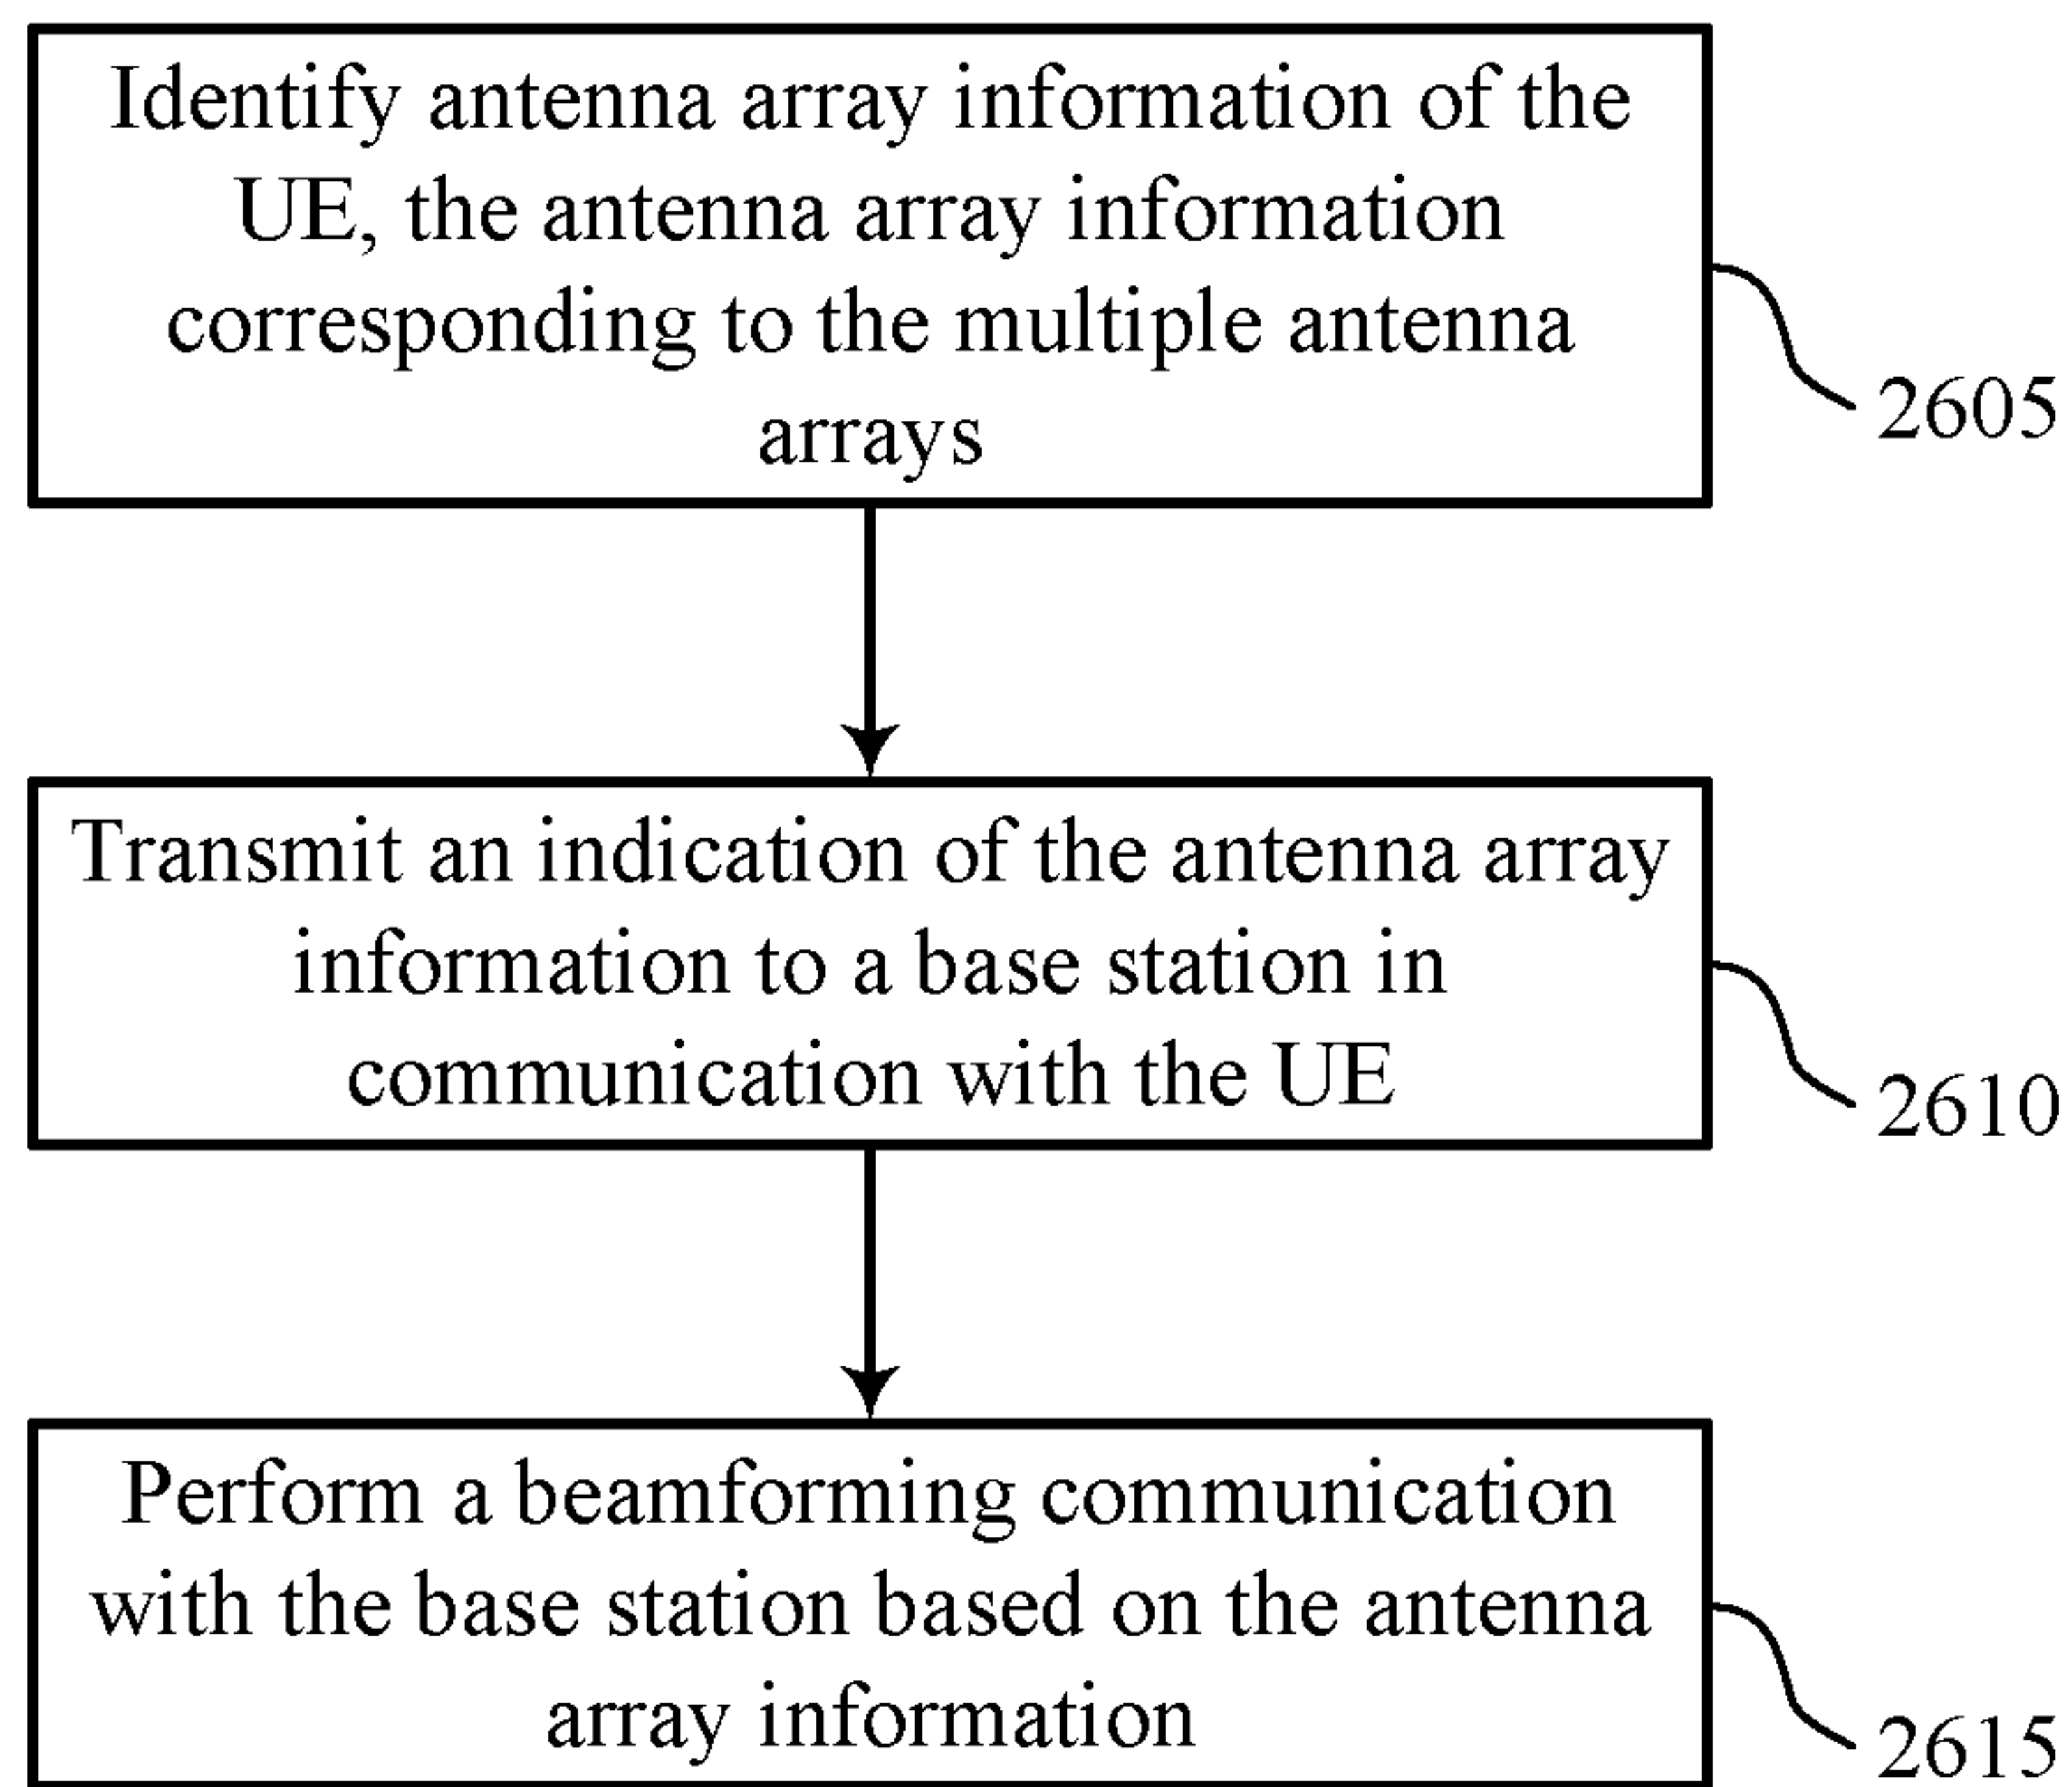 Identify antenna array information of the
UE, the antenna array information
corresponding to the multiple antenna
arrays
2605
Transmit an indication of the antenna array
information to a base station in
communication with the UE
2610
Perform a beamforming communication
with the base station based on the antenna
array information
2615